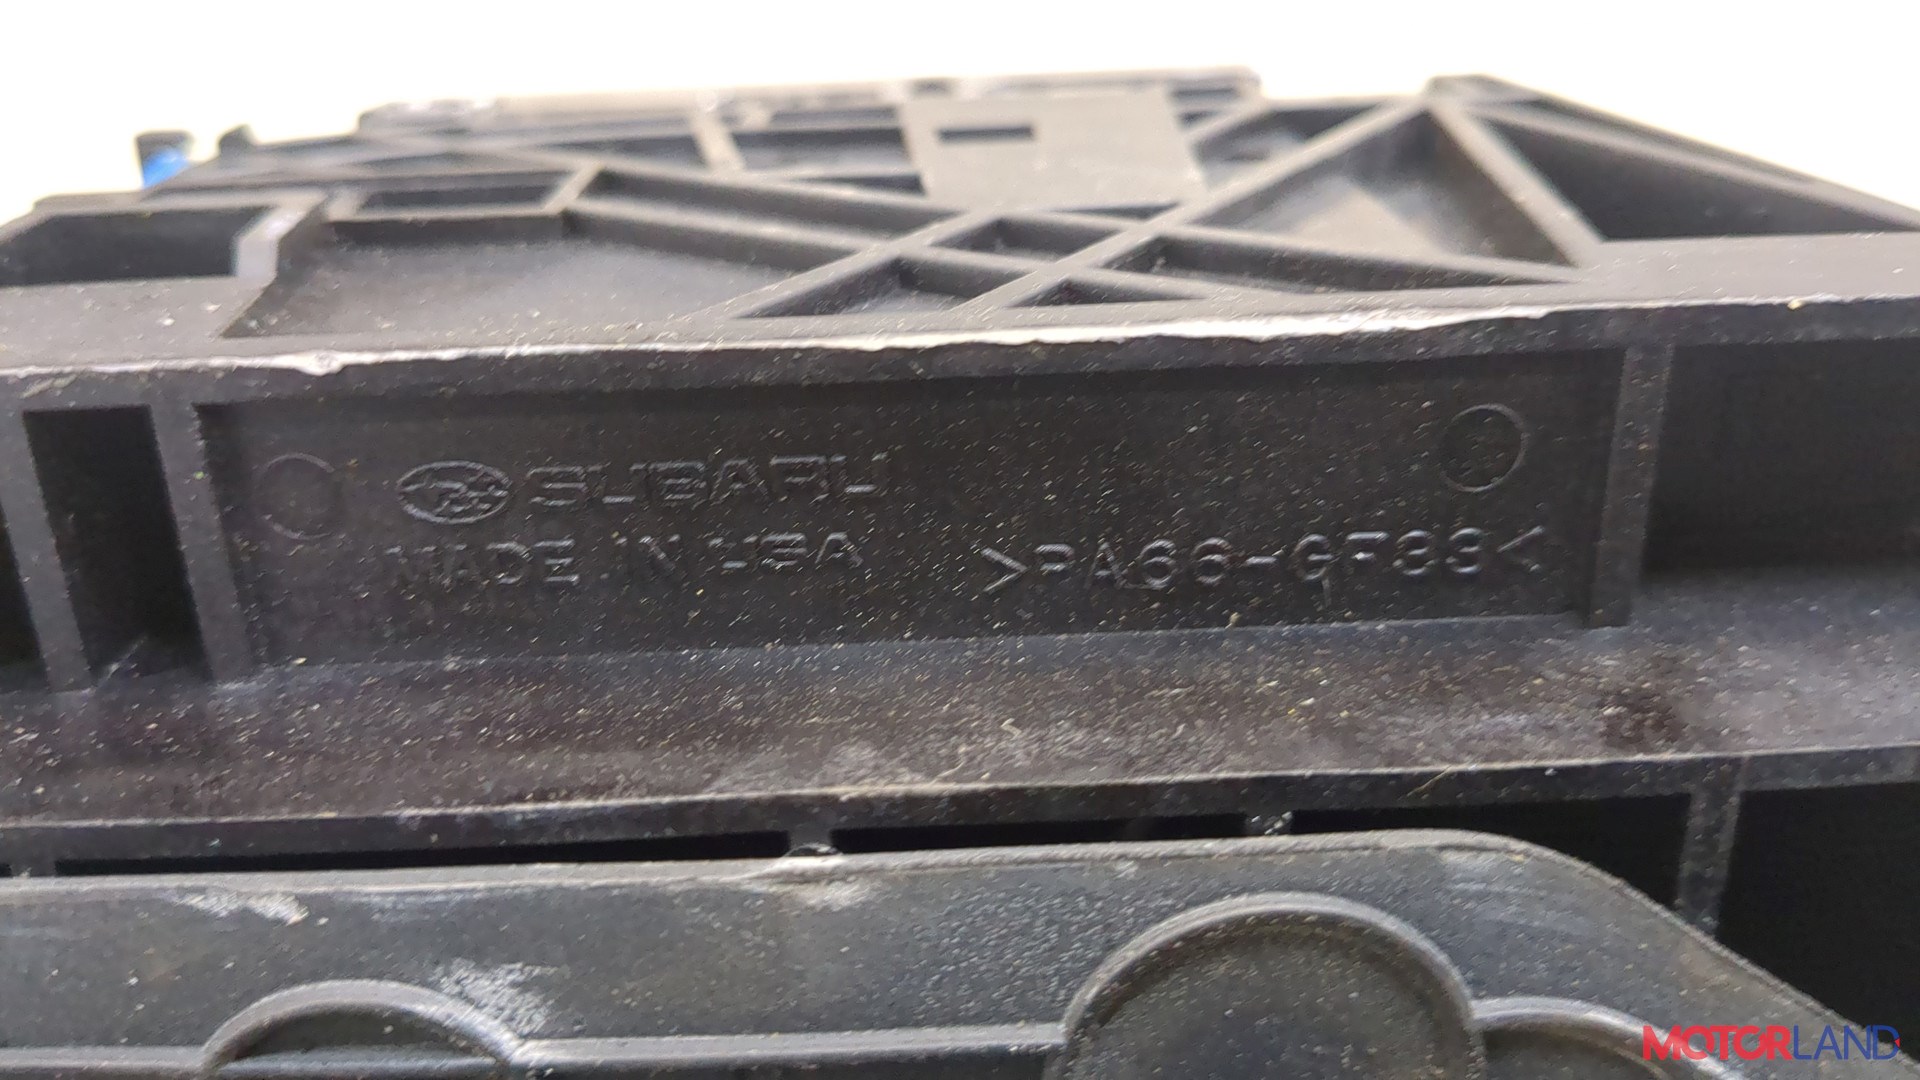 SUBARU
MADE IN USA
>PA66-GF33<
MOTORLAND